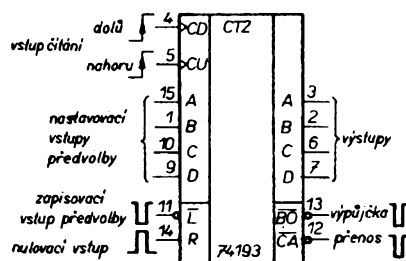 dolů 4 CD CT2
vstup čítání
nahoru 5 CU
15 A A 3
nastavovací 1 B B 2
vstupy 10 C C 6 výstupy
předvolby 9 D D 7
zapisovací 11 L BO 13 výpůjčka
vstup předvolby
nulovací vstup 14 R CA 12 přenos
74193